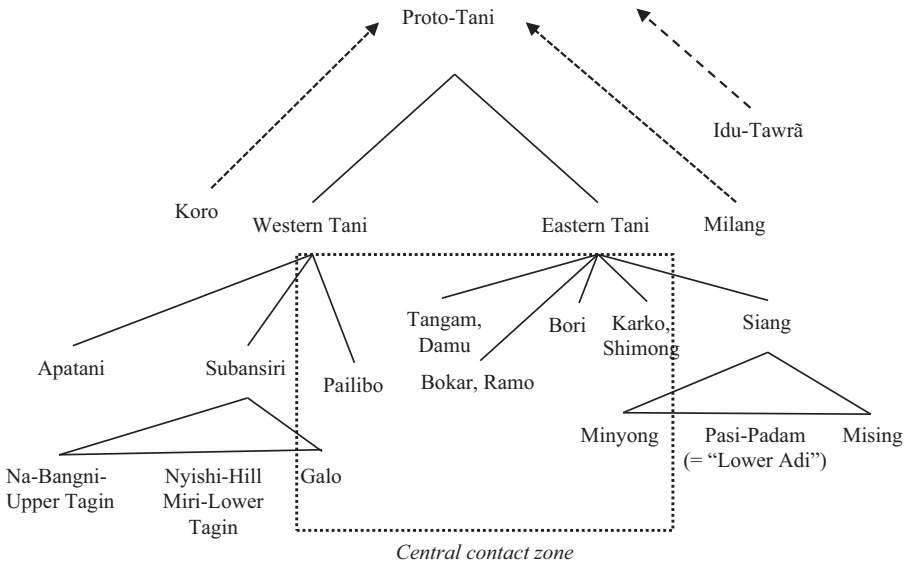 Proto-Tani
Idu-Tawrã
Koro
Western Tani
Eastern Tani
Milang
Tangam,
Damu
Bori
Karko,
Shimong
Siang
Apatani
Subansiri
Pailibo
Bokar, Ramo
Minyong
Pasi-Padam
(= “Lower Adi”)
Mising
Na-Bangni-
Upper Tagin
Nyishi-Hill
Miri-Lower
Tagin
Galo
Central contact zone